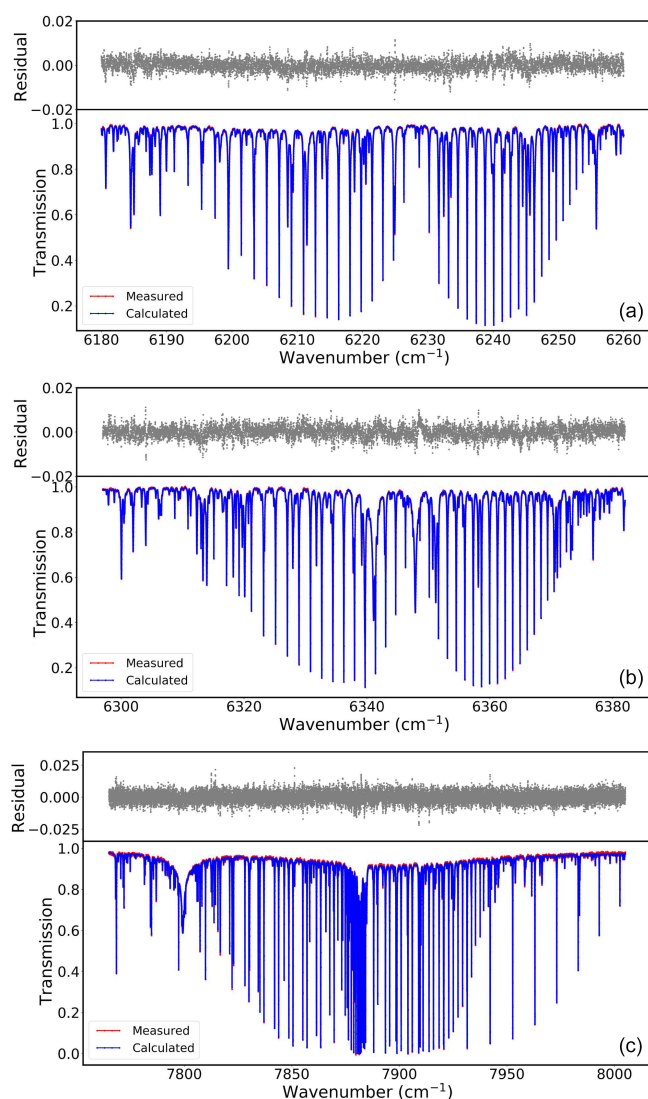 0.02
0.00
−0.02
Residual
1.0
0.8
0.6
0.4
0.2
Transmission
Measured
Calculated
(a)
6180 6190 6200 6210 6220 6230 6240 6250 6260
Wavenumber (cm⁻¹)
0.02
0.00
−0.02
Residual
1.0
0.8
0.6
0.4
0.2
Transmission
Measured
Calculated
(b)
6300 6320 6340 6360 6380
Wavenumber (cm⁻¹)
0.025
0.000
−0.025
Residual
1.0
0.8
0.6
0.4
0.2
0.0
Transmission
Measured
Calculated
(c)
7800 7850 7900 7950 8000
Wavenumber (cm⁻¹)